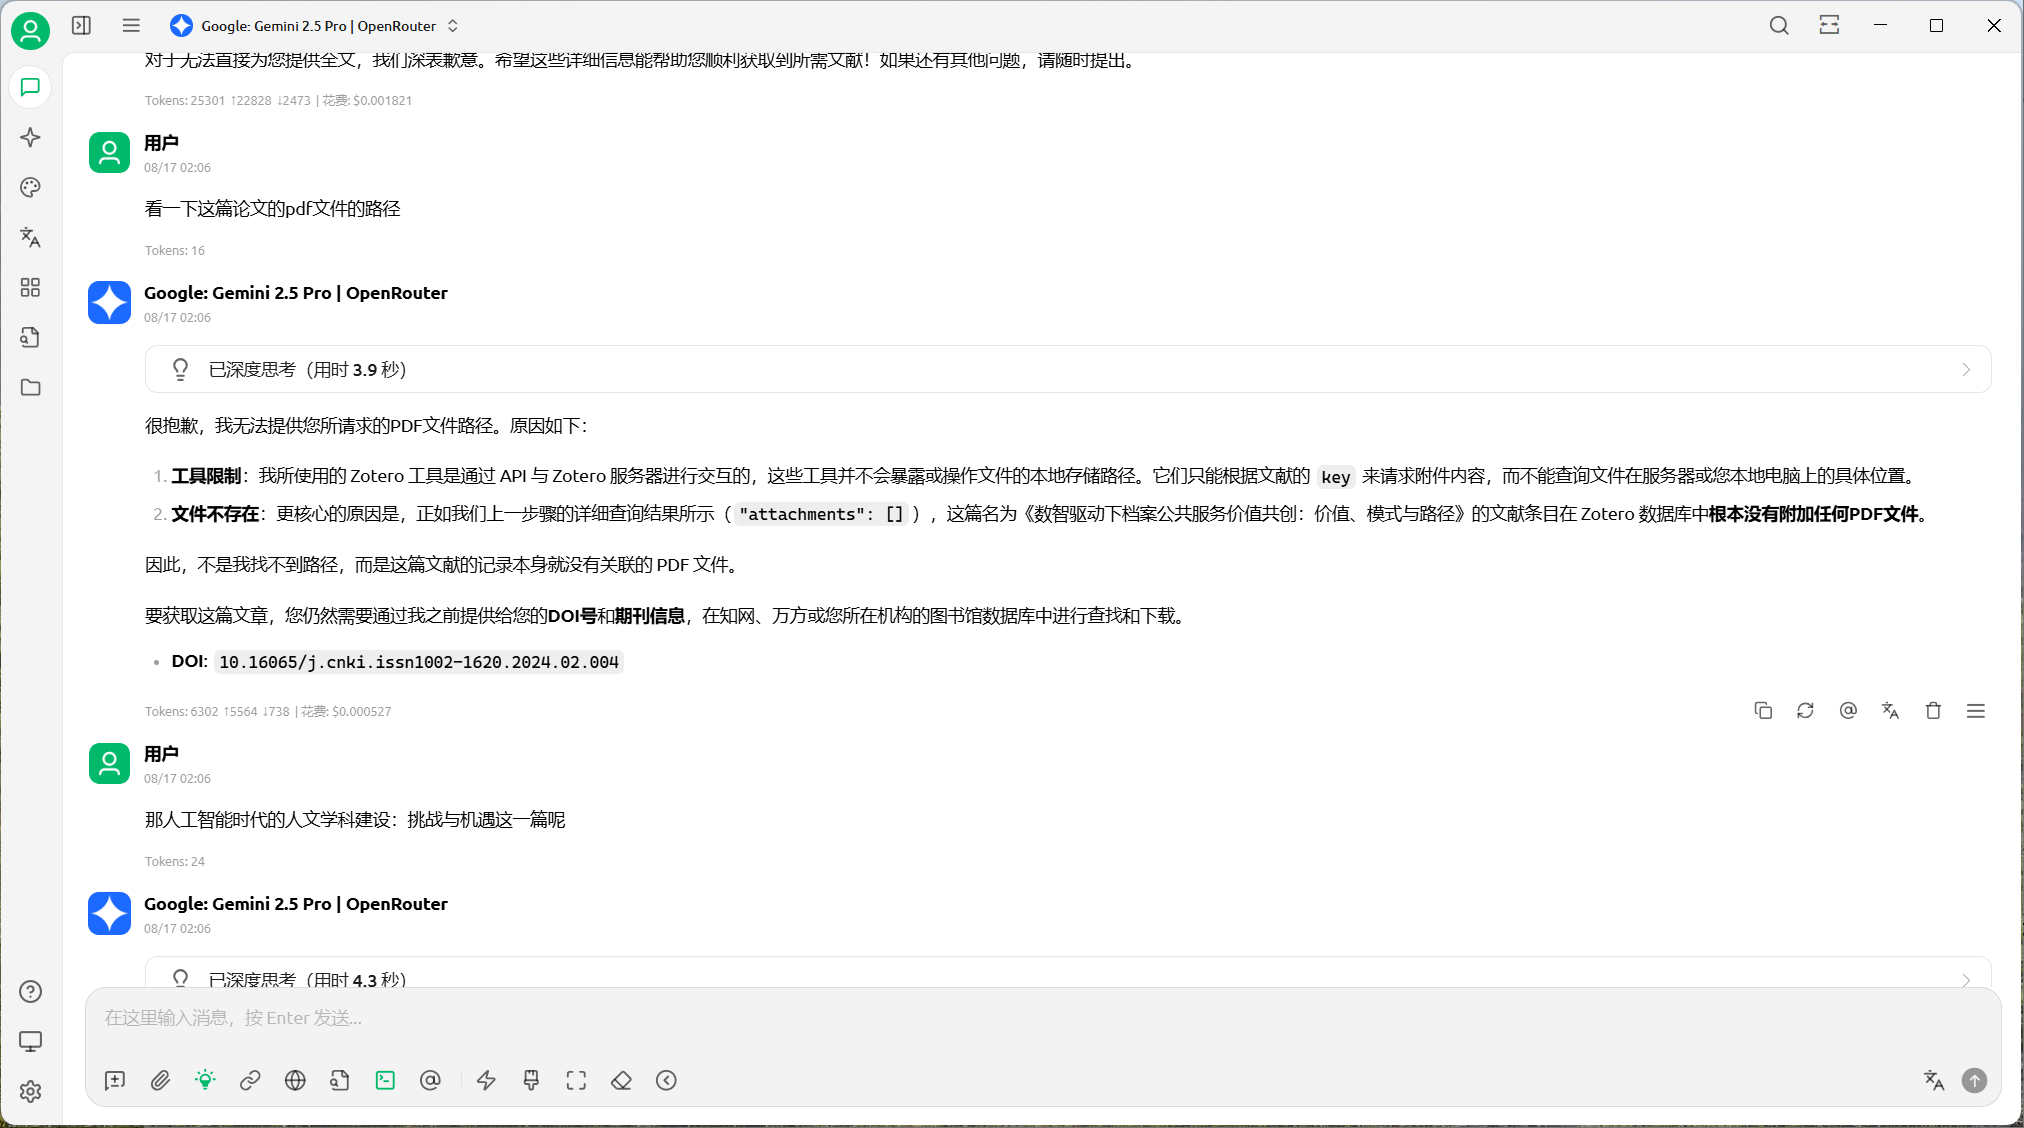 Google: Gemini 2.5 Pro | OpenRouter
对于无法直接为您提供全文，我们深表歉意。希望这些详细信息能帮助您顺利获取到所需文献！如果还有其他问题，请随时提出。
Tokens: 25301 ↑22828 ↓2473 | 花费: $0.001821
用户
08/17 02:06
看一下这篇论文的pdf文件的路径
Tokens: 16
Google: Gemini 2.5 Pro | OpenRouter
08/17 02:06
已深度思考（用时 3.9 秒）
很抱歉，我无法提供您所请求的PDF文件路径。原因如下：
1. 工具限制：我所使用的 Zotero 工具是通过 API 与 Zotero 服务器进行交互的，这些工具并不会暴露或操作文件的本地存储路径。它们只能根据文献的 key 来请求附件内容，而不能查询文件在服务器或您本地电脑上的具体位置。
2. 文件不存在：更核心的原因是，正如我们上一步骤的详细查询结果所示（"attachments": []），这篇名为《数智驱动下档案公共服务价值共创：价值、模式与路径》的文献条目在 Zotero 数据库中根本没有附加任何PDF文件。
因此，不是我找不到路径，而是这篇文献的记录本身就没有关联的 PDF 文件。
要获取这篇文章，您仍然需要通过我之前提供给您的DOI号和期刊信息，在知网、万方或您所在机构的图书馆数据库中进行查找和下载。
• DOI: 10.16065/j.cnki.issn1002-1620.2024.02.004
Tokens: 6302 ↑5564 ↓738 | 花费: $0.000527
用户
08/17 02:06
那人工智能时代的人文学科建设：挑战与机遇这一篇呢
Tokens: 24
Google: Gemini 2.5 Pro | OpenRouter
08/17 02:06
已深度思考（用时 4.3 秒）
在这里输入消息，按 Enter 发送...